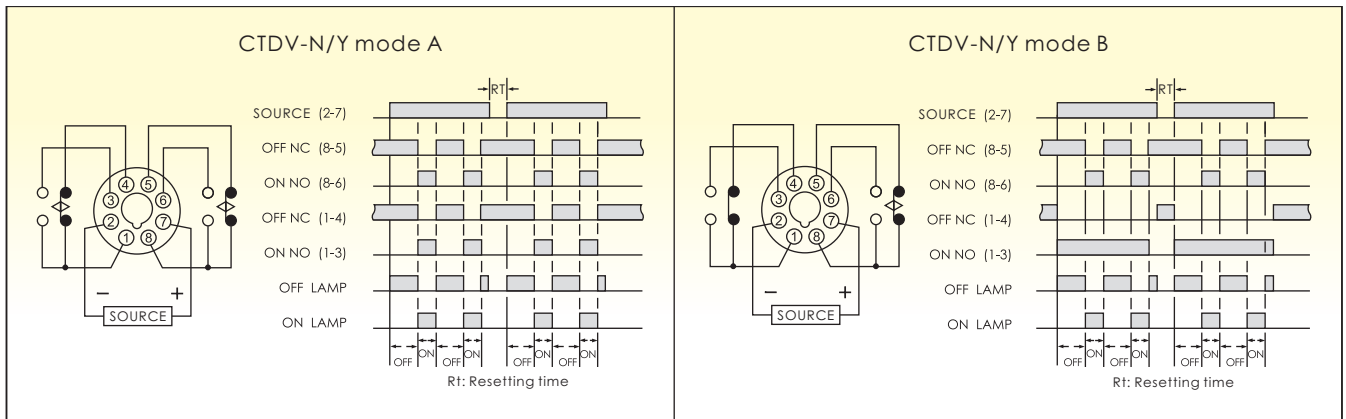 CTDV-N/Y mode A
RT
SOURCE (2-7)
OFF NC (8-5)
ON NO (8-6)
OFF NC (1-4)
ON NO (1-3)
OFF LAMP
ON LAMP
4 5
3 6
2 7
1 8
− +
SOURCE
OFF ON OFF ON OFF ON OFF ON
Rt: Resetting time
CTDV-N/Y mode B
RT
SOURCE (2-7)
OFF NC (8-5)
ON NO (8-6)
OFF NC (1-4)
ON NO (1-3)
OFF LAMP
ON LAMP
4 5
3 6
2 7
1 8
− +
SOURCE
OFF ON OFF ON OFF ON OFF ON
Rt: Resetting time